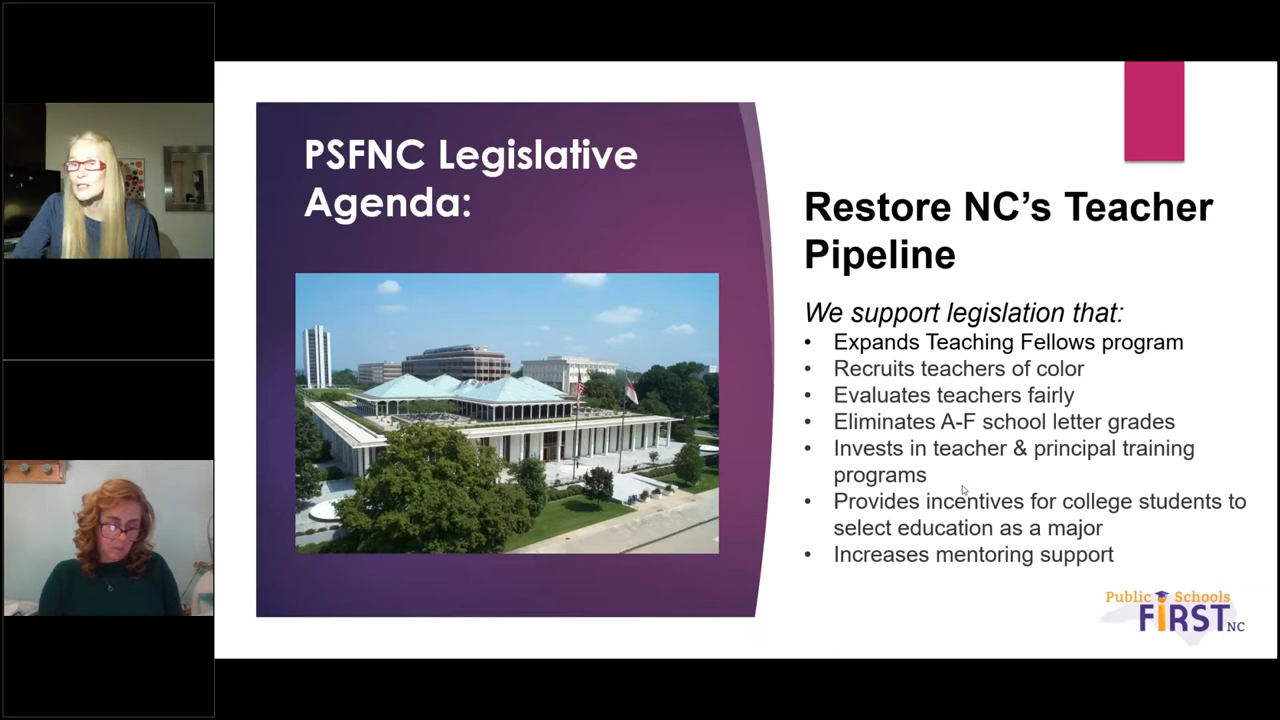 PSFNC Legislative
Agenda:
Restore NC’s Teacher
Pipeline
We support legislation that:
• Expands Teaching Fellows program
• Recruits teachers of color
• Evaluates teachers fairly
• Eliminates A-F school letter grades
• Invests in teacher & principal training
programs
• Provides incentives for college students to
select education as a major
• Increases mentoring support
Public Schools
FiRST NC